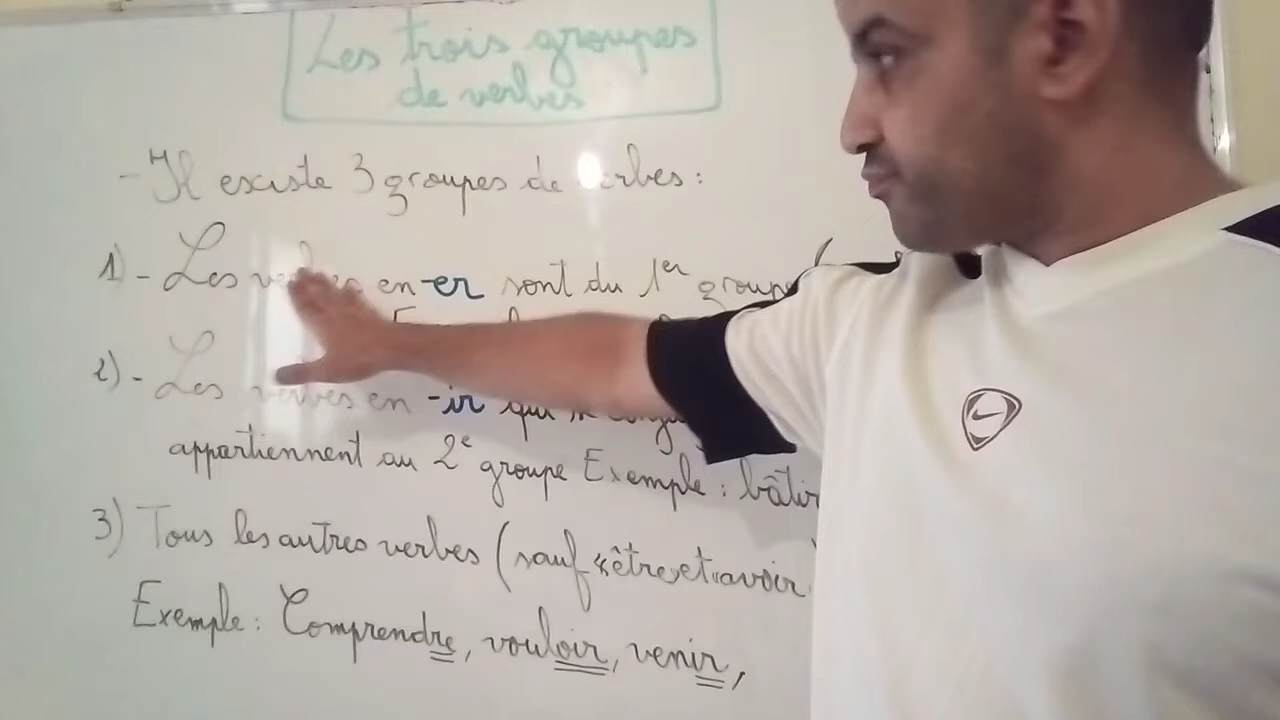 Les trois groupes
de verbes
- Il existe 3 groupes de verbes :
1) - Les verbes en -er sont du 1er groupe (
2) - Les verbes en -ir qui
appartiennent au 2e groupe Exemple : bâtir
3) Tous les autres verbes (sauf "être" et "avoir"
Exemple : Comprendre, vouloir, venir,